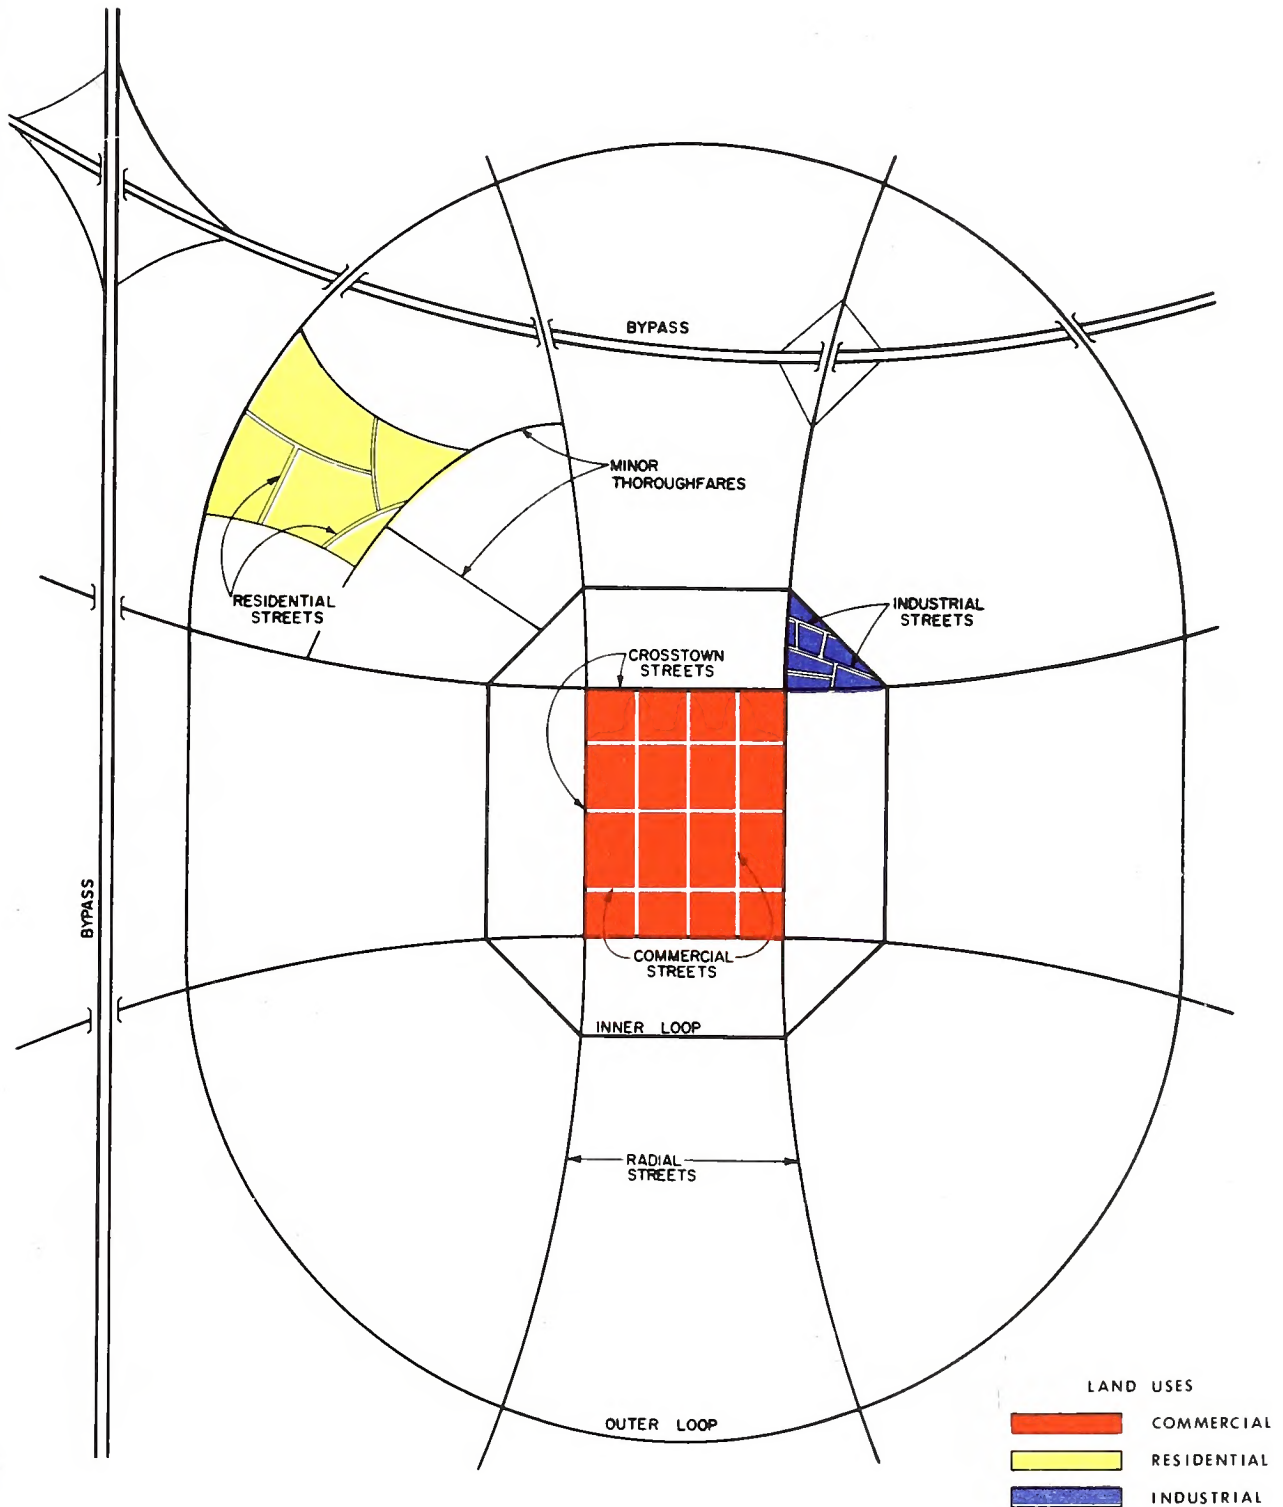 BYPASS
MINOR
THOROUGHFARES
RESIDENTIAL
STREETS
INDUSTRIAL
STREETS
CROSSTOWN
STREETS
BYPASS
COMMERCIAL
STREETS
INNER LOOP
RADIAL
STREETS
OUTER LOOP
LAND USES
COMMERCIAL
RESIDENTIAL
INDUSTRIAL